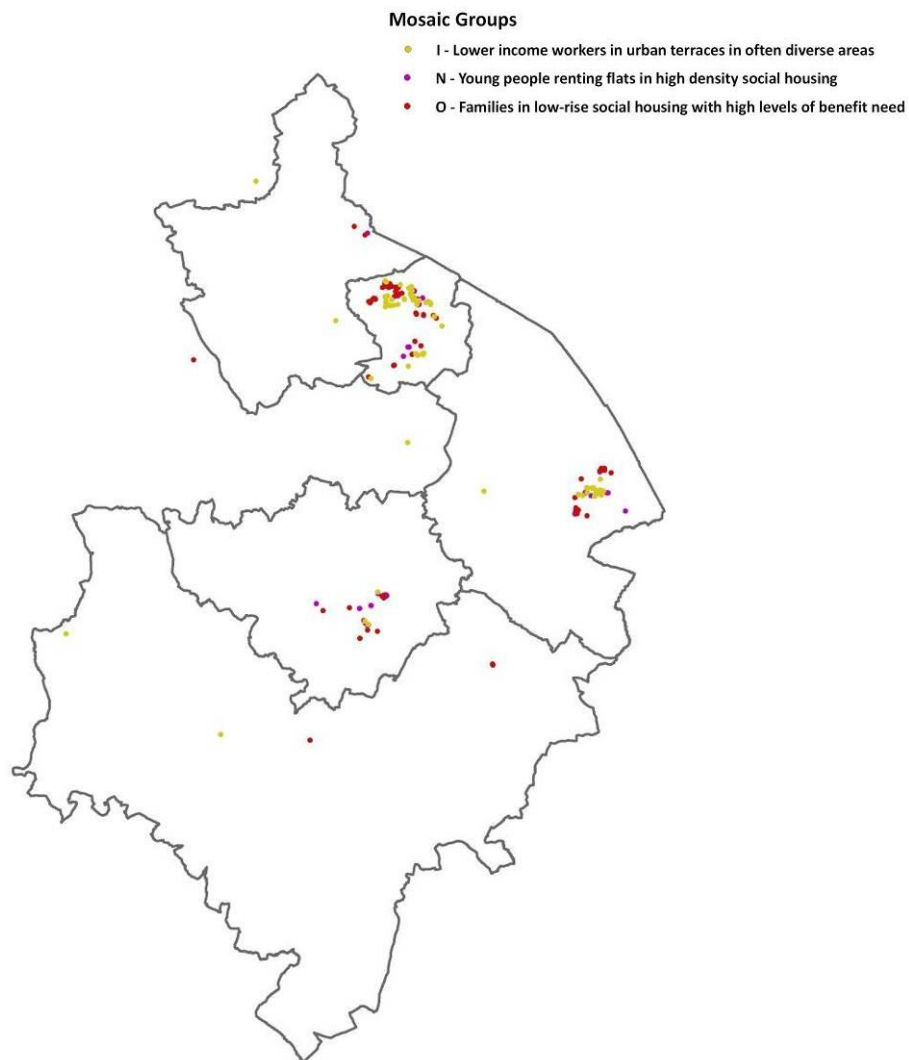 Mosaic Groups
I - Lower income workers in urban terraces in often diverse areas
N - Young people renting flats in high density social housing
O - Families in low-rise social housing with high levels of benefit need